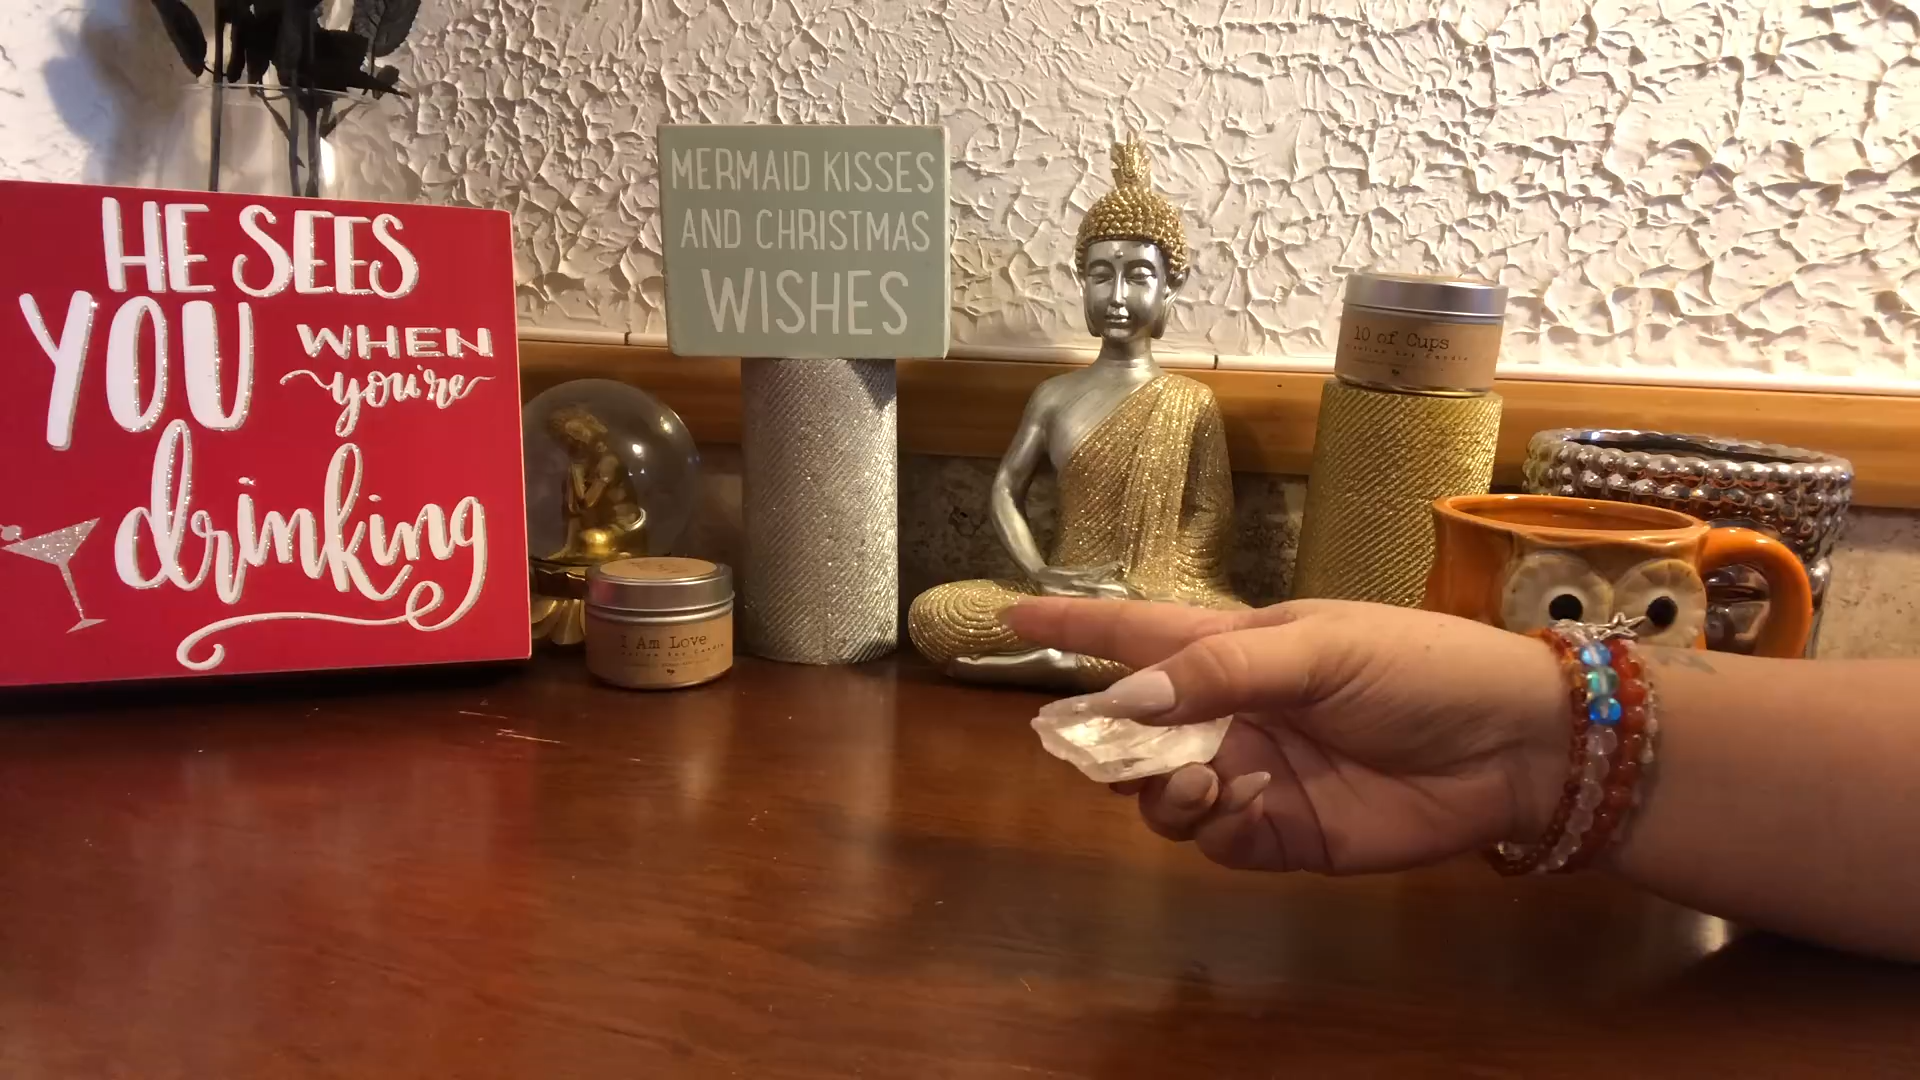 HE SEES
YOU WHEN
you're
drinking
MERMAID KISSES
AND CHRISTMAS
WISHES
10 of Cups
I Am Love